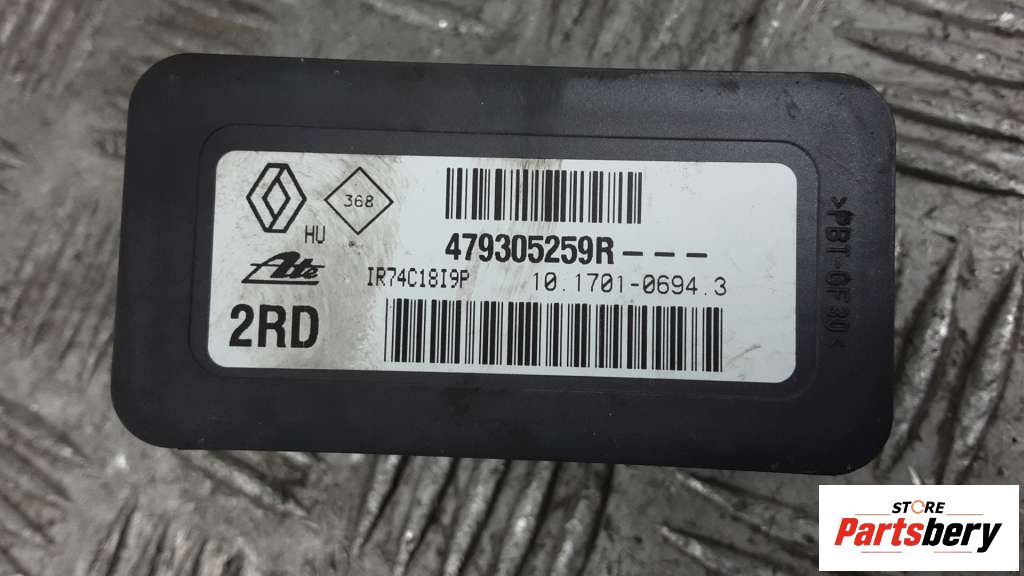 368
HU
479305259R---
Ate
IR74C18I9P 10.1701-0694.3
2RD
>PBT-GF30<
STORE
Partsbery